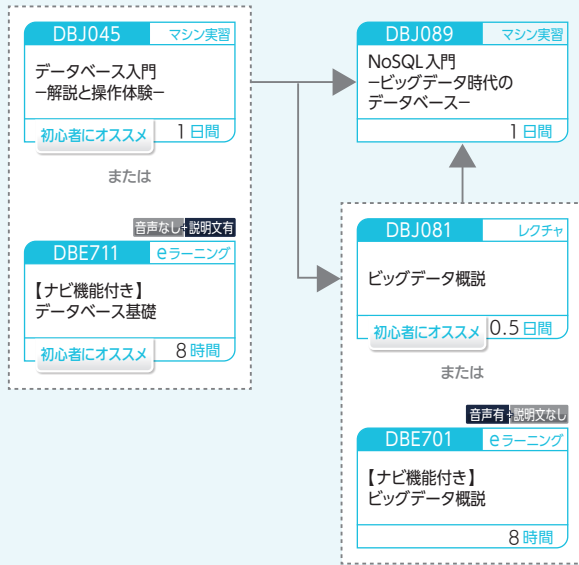 DBJ045 マシン実習
データベース入門
−解説と操作体験−
初心者にオススメ 1日間
または
音声なし+説明文有
DBE711 eラーニング
【ナビ機能付き】
データベース基礎
初心者にオススメ 8時間
DBJ089 マシン実習
NoSQL入門
−ビッグデータ時代の
データベース−
1日間
DBJ081 レクチャ
ビッグデータ概説
初心者にオススメ 0.5日間
または
音声有+説明文なし
DBE701 eラーニング
【ナビ機能付き】
ビッグデータ概説
8時間